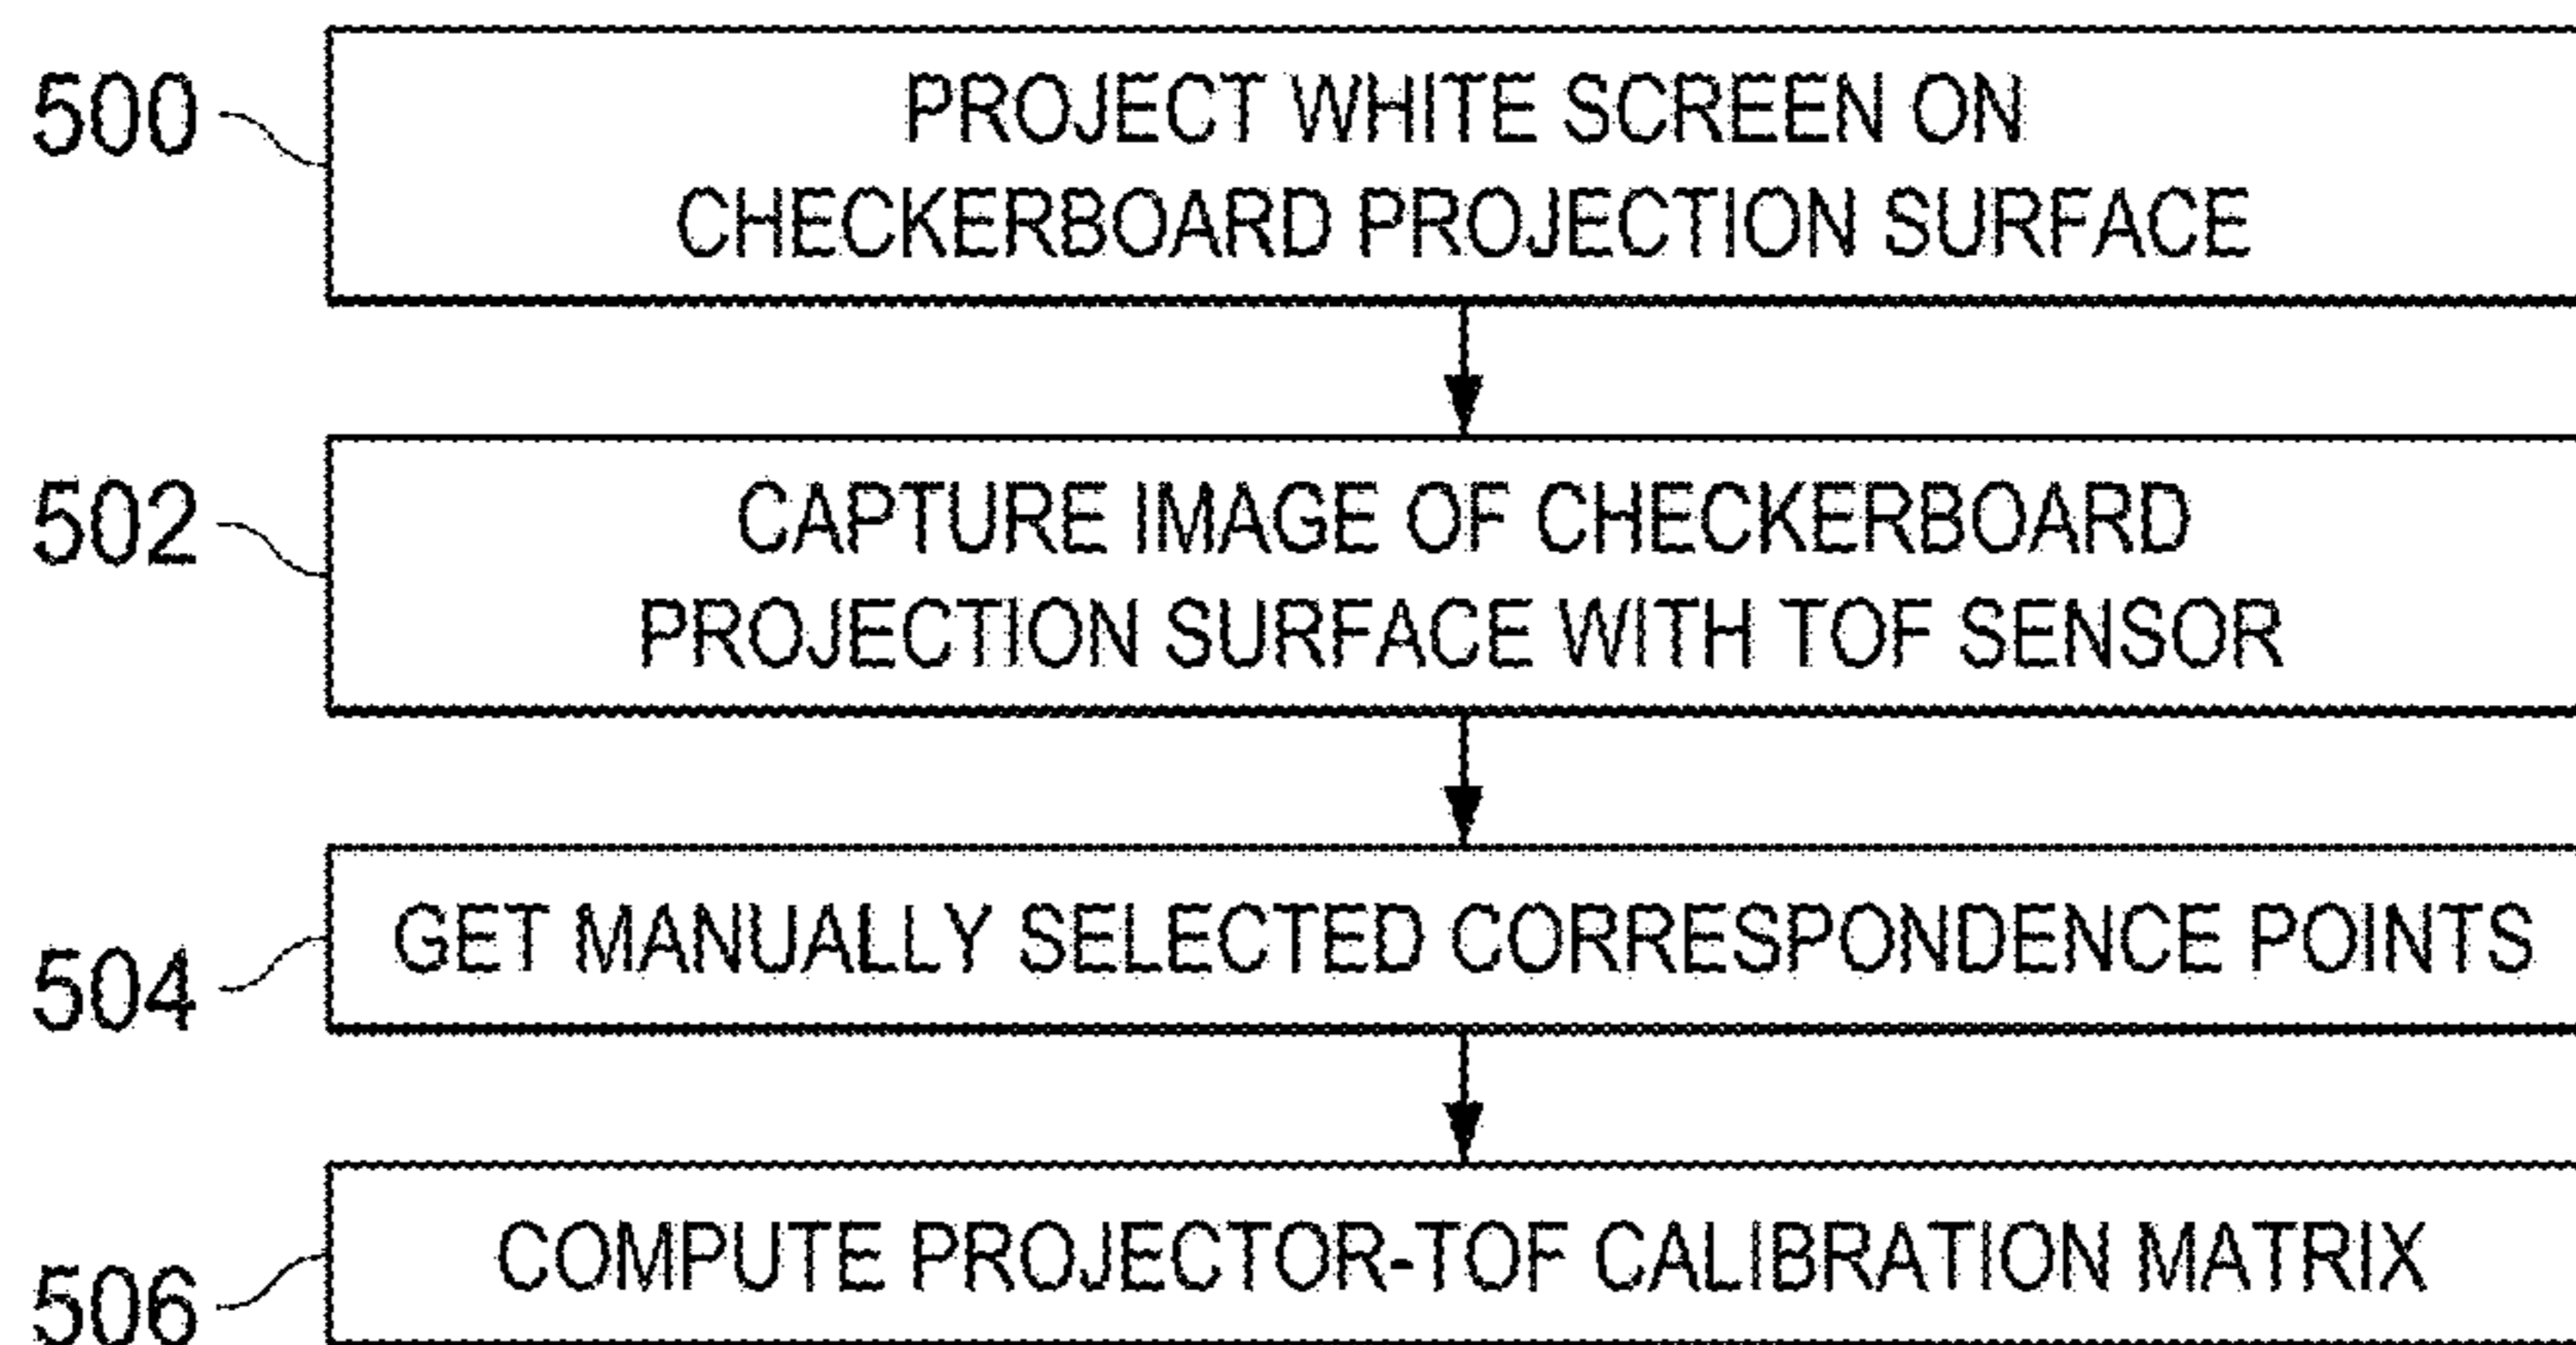 500
PROJECT WHITE SCREEN ON
CHECKERBOARD PROJECTION SURFACE
502
CAPTURE IMAGE OF CHECKERBOARD
PROJECTION SURFACE WITH TOF SENSOR
504
GET MANUALLY SELECTED CORRESPONDENCE POINTS
506
COMPUTE PROJECTOR-TOF CALIBRATION MATRIX